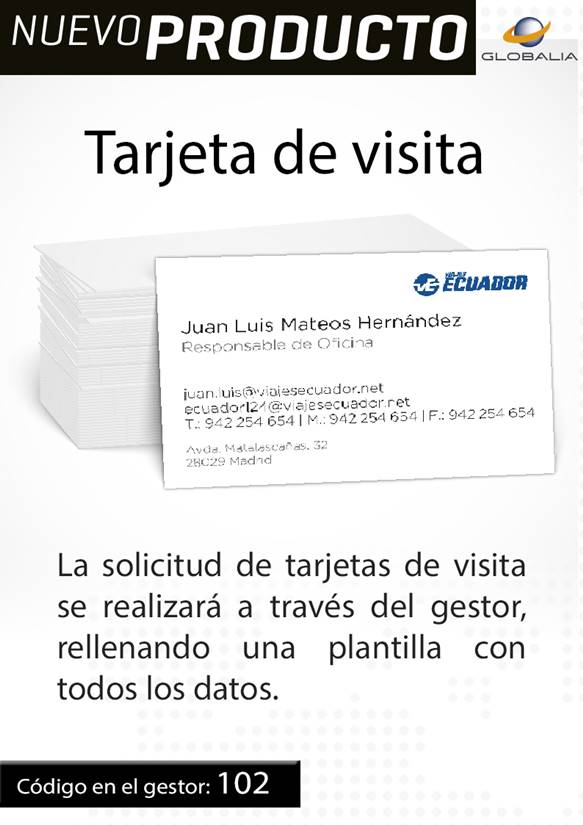 NUEVO PRODUCTO
GLOBALIA
Tarjeta de visita
VIAJES
ECUADOR
Juan Luis Mateos Hernández
Responsable de Oficina
juan.luis@viajesecuador.net
ecuador124@viajesecuador.net
T.: 942 254 654 | M.: 942 254 654 | F.: 942 254 654
Avda. Matalascañas, 32
28029 Madrid
La solicitud de tarjetas de visita
se realizará a través del gestor,
rellenando una plantilla con
todos los datos.
Código en el gestor: 102